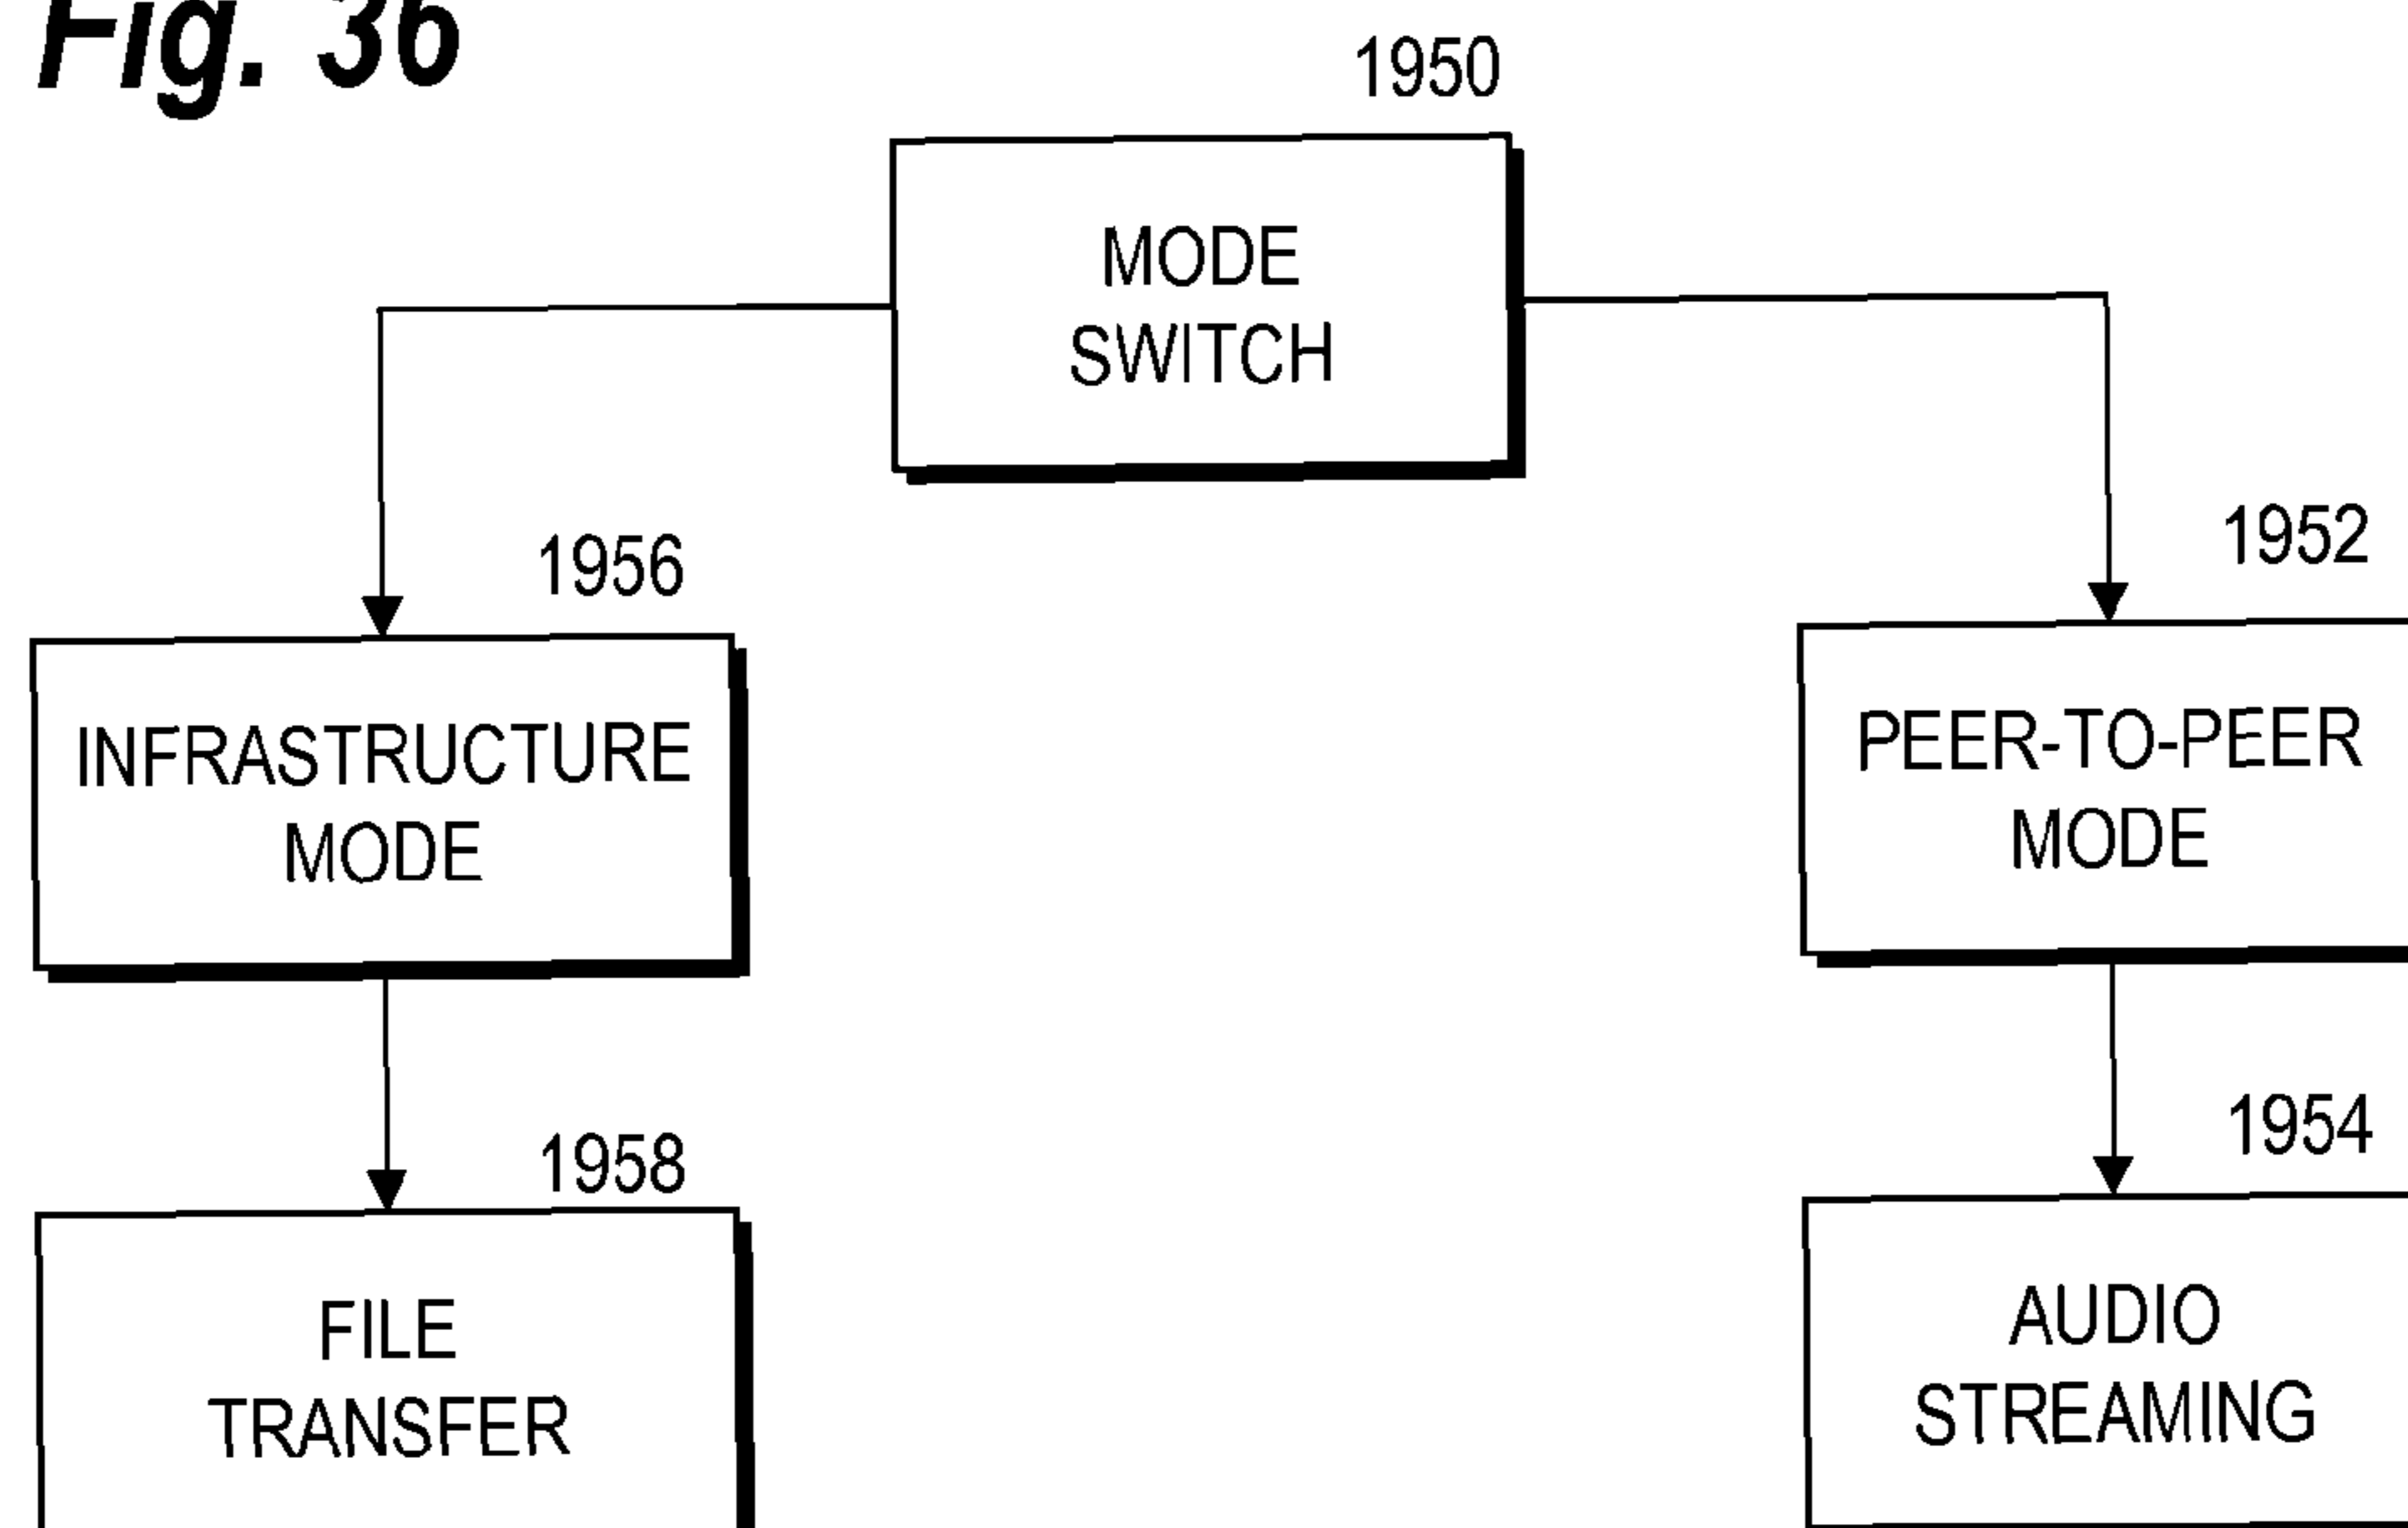 Fig. 36
1950
MODE
SWITCH
1956
INFRASTRUCTURE
MODE
1952
PEER-TO-PEER
MODE
1958
FILE
TRANSFER
1954
AUDIO
STREAMING